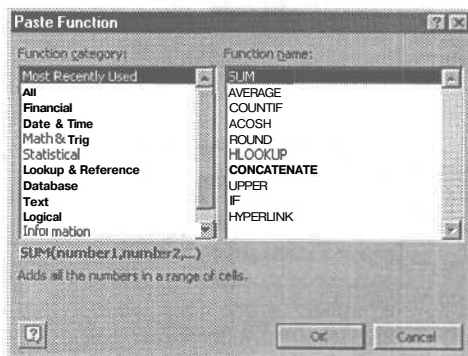 Paste Function
Function category:
Most Recently Used
All
Financial
Date & Time
Math & Trig
Statistical
Lookup & Reference
Database
Text
Logical
Information
Function name:
SUM
AVERAGE
COUNTIF
ACOSH
ROUND
HLOOKUP
CONCATENATE
UPPER
IF
HYPERLINK
SUM(number1,number2,...)
Adds all the numbers in a range of cells.
OK
Cancel